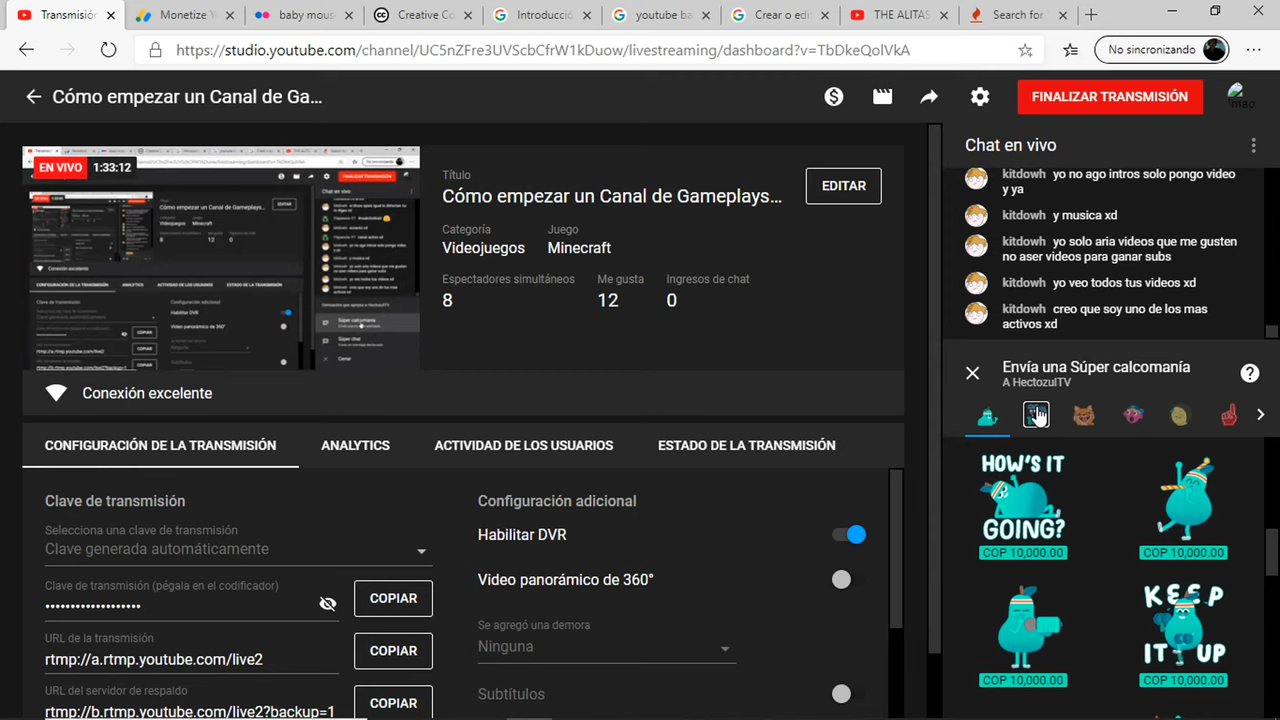 Transmisió
Monetize Y
baby mous
Creative Co
Introducció
youtube ba
Crear o edi
THE ALITAS
Search for
https://studio.youtube.com/channel/UC5nZFre3UVScbCfrW1kDuow/livestreaming/dashboard?v=TbDkeQolVkA
No sincronizando
Cómo empezar un Canal de Ga...
FINALIZAR TRANSMISIÓN
EN VIVO 1:33:12
Título
Cómo empezar un Canal de Gameplays...
EDITAR
Categoría Juego
Videojuegos Minecraft
Espectadores simultáneos Me gusta Ingresos de chat
8 12 0
Conexión excelente
CONFIGURACIÓN DE LA TRANSMISIÓN ANALYTICS ACTIVIDAD DE LOS USUARIOS ESTADO DE LA TRANSMISIÓN
Clave de transmisión
Selecciona una clave de transmisión
Clave generada automáticamente
Clave de transmisión (pégala en el codificador)
COPIAR
URL de la transmisión
rtmp://a.rtmp.youtube.com/live2
COPIAR
URL del servidor de respaldo
rtmp://b.rtmp.youtube.com/live2?backup=1
COPIAR
Configuración adicional
Habilitar DVR
Video panorámico de 360°
Se agregó una demora
Ninguna
Subtítulos
Chat en vivo
kitdowh yo no ago intros solo pongo video
y ya
kitdowh y musica xd
kitdowh yo solo aria videos que me gusten
no aser videos para ganar subs
kitdowh yo veo todos tus videos xd
kitdowh creo que soy uno de los mas
activos xd
Envía una Súper calcomanía
A HectozulTV
HOW'S IT
GOING?
COP 10,000.00
COP 10,000.00
COP 10,000.00
KEEP
IT UP
COP 10,000.00